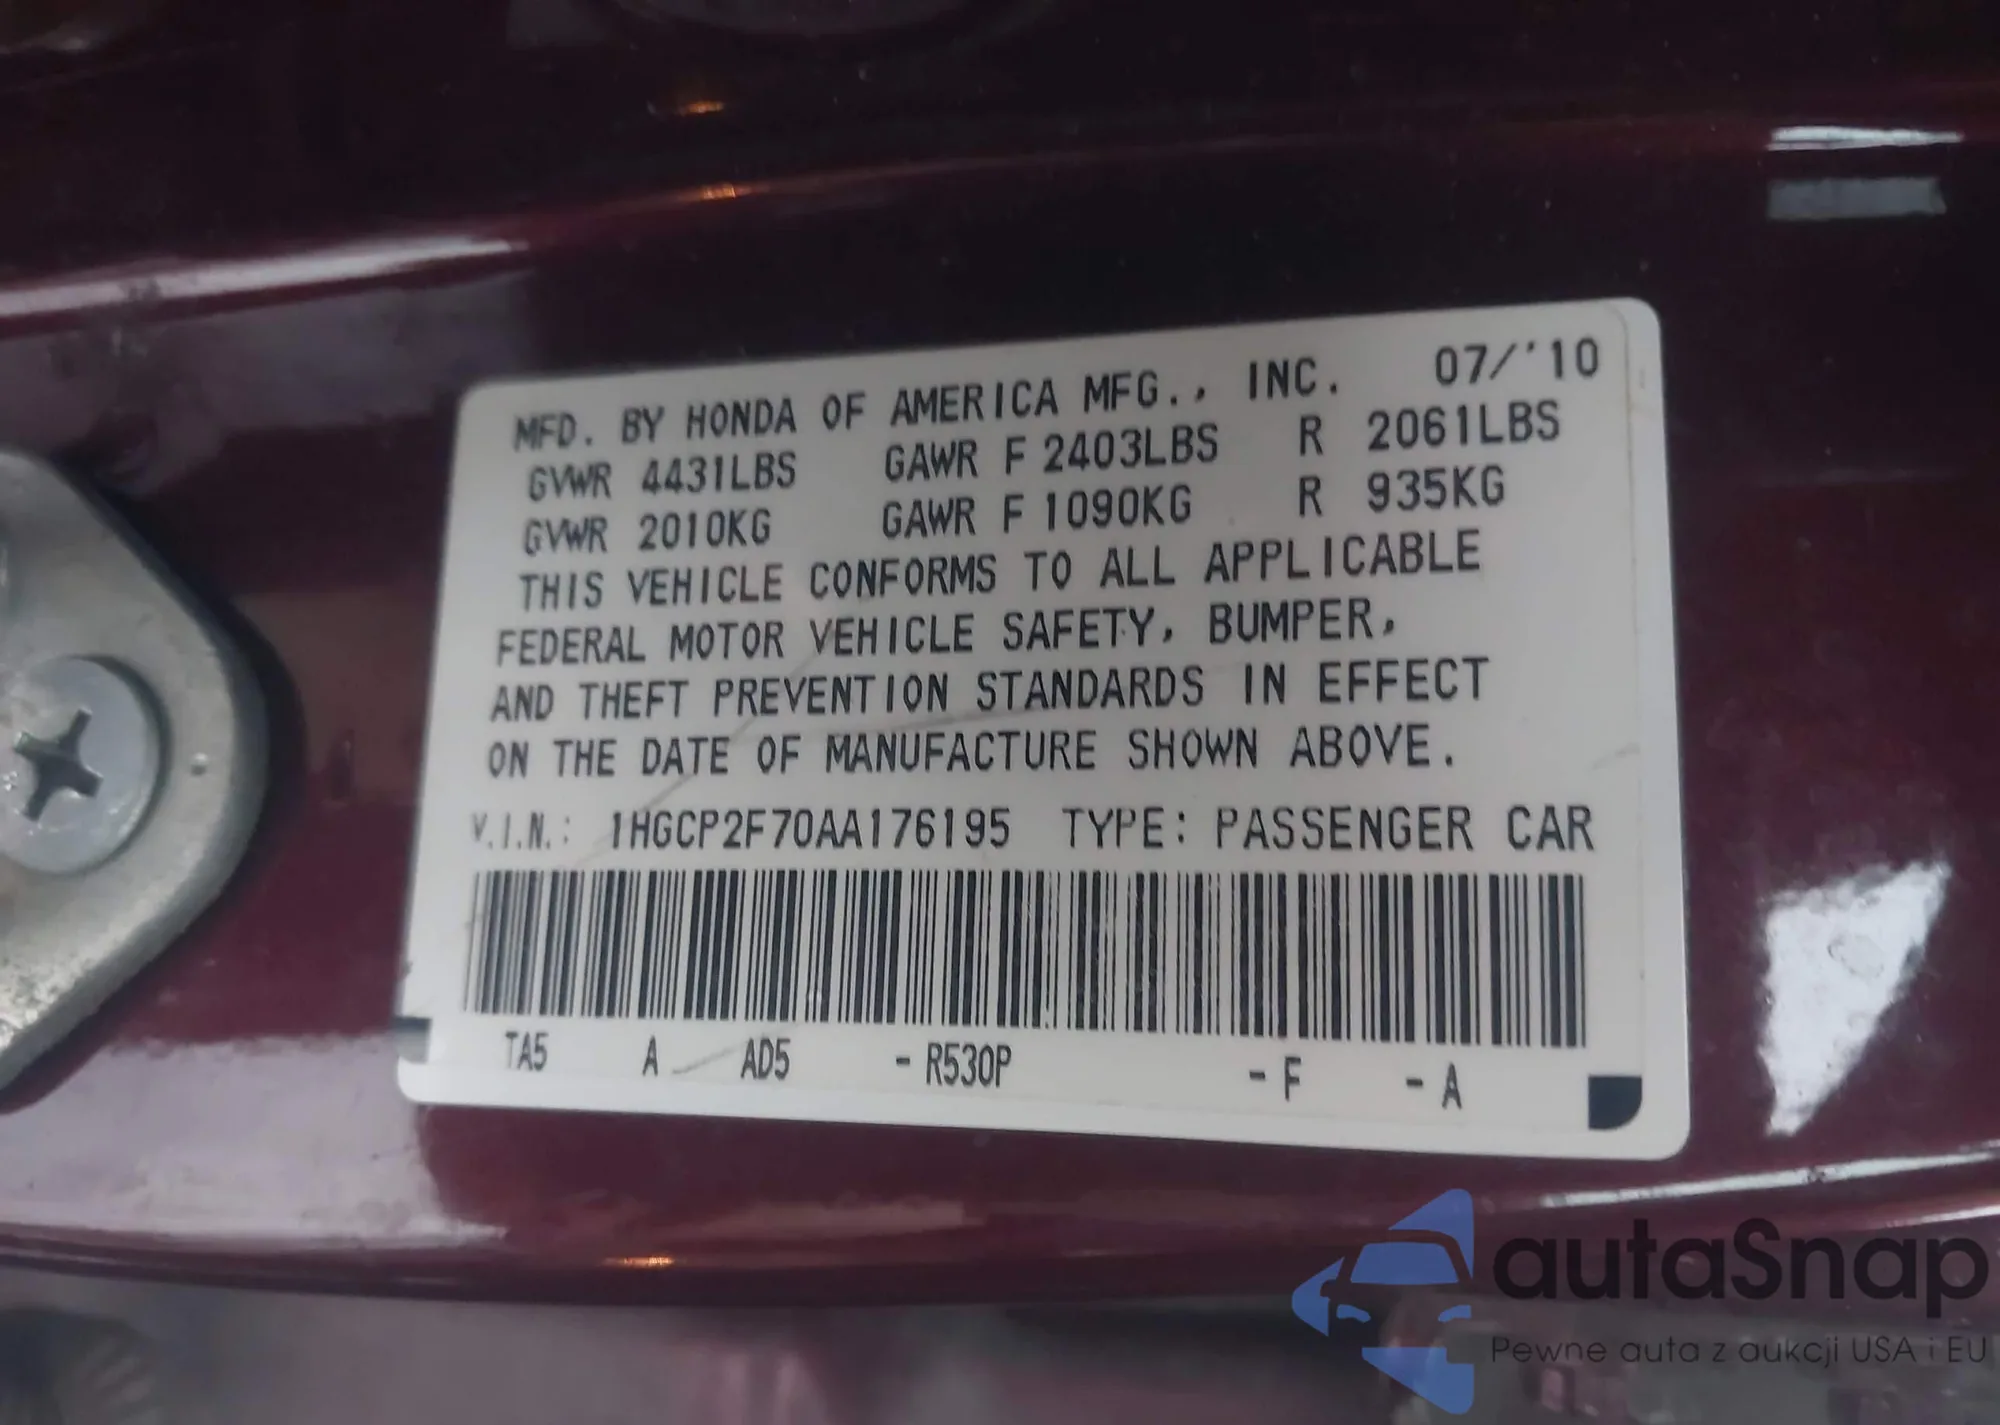 MFD. BY HONDA OF AMERICA MFG., INC. 07/'10
GVWR 4431LBS GAWR F 2403LBS R 2061LBS
GVWR 2010KG GAWR F 1090KG R 935KG
THIS VEHICLE CONFORMS TO ALL APPLICABLE
FEDERAL MOTOR VEHICLE SAFETY, BUMPER,
AND THEFT PREVENTION STANDARDS IN EFFECT
ON THE DATE OF MANUFACTURE SHOWN ABOVE.
V.I.N.: 1HGCP2F70AA176195 TYPE: PASSENGER CAR
TA5 A AD5 -R530P -F -A
autaSnap
Pewne auta z aukcji USA i EU